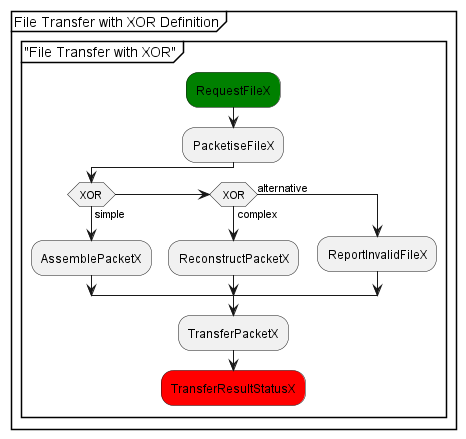 File Transfer with XOR Definition
"File Transfer with XOR"
RequestFileX
PacketiseFileX
XOR
XOR
alternative
simple
complex
AssemblePacketX
ReconstructPacketX
ReportInvalidFileX
TransferPacketX
TransferResultStatusX